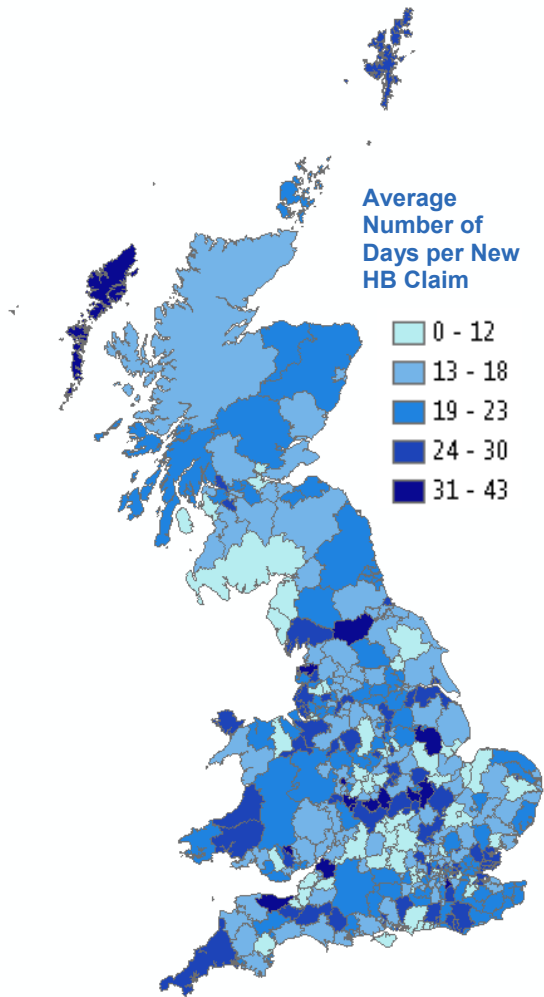 Average
Number of
Days per New
HB Claim
0 - 12
13 - 18
19 - 23
24 - 30
31 - 43